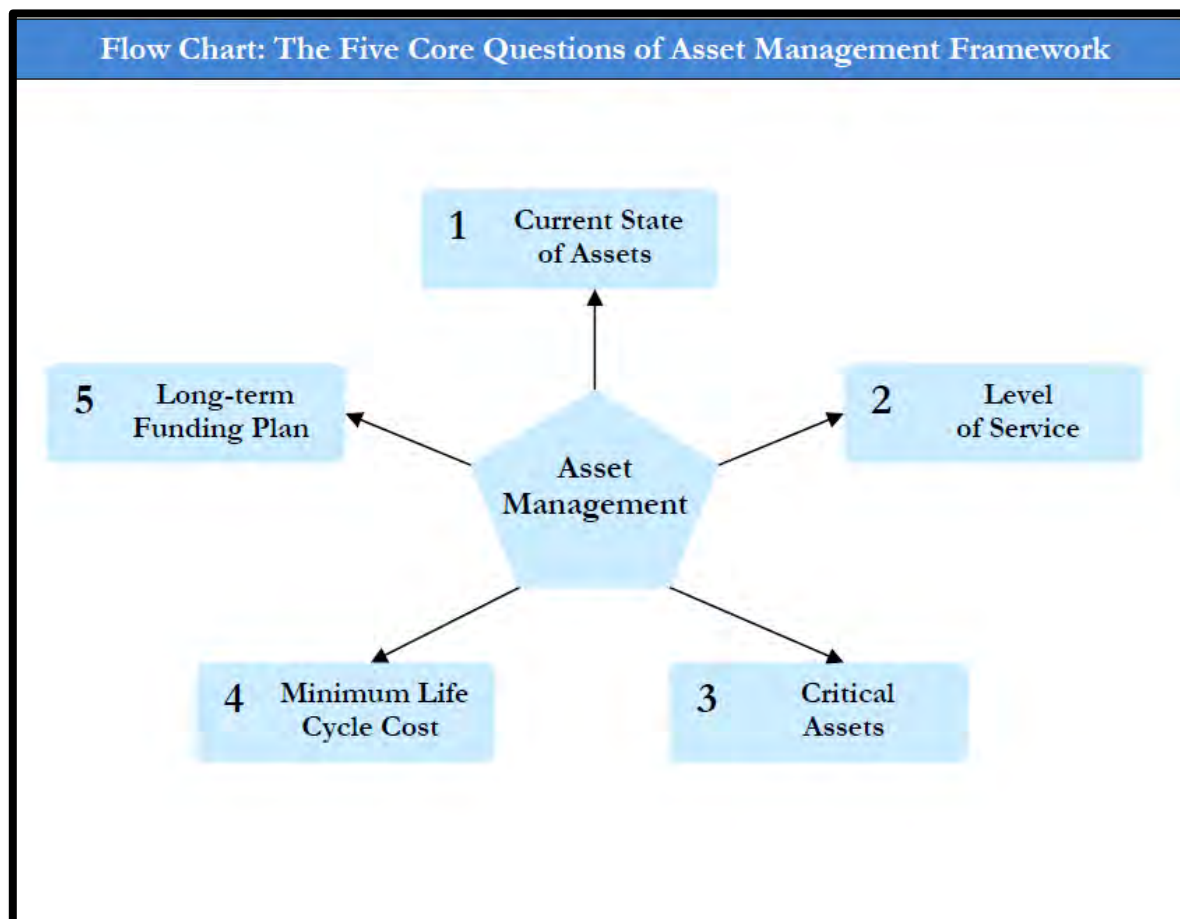 Flow Chart: The Five Core Questions of Asset Management Framework
1
Current State
of Assets
5
Long-term
Funding Plan
2
Level
of Service
Asset
Management
4
Minimum Life
Cycle Cost
3
Critical
Assets